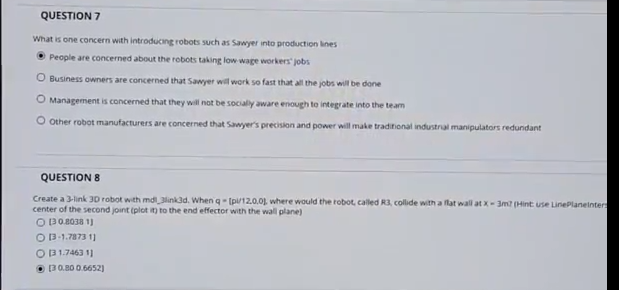 QUESTION 7
What is one concern with introducing robots such as Sawyer into production lines
People are concerned about the robots taking low wage workers' jobs
Business owners are concerned that Sawyer will work so fast that all the jobs will be done
Management is concerned that they will not be socially aware enough to integrate into the team
Other robot manufacturers are concerned that Sawyer's precision and power will make traditional industrial manipulators redundant
QUESTION 8
Create a 3-link 3D robot with mdl_3link3d. When q = [pi/12,0,0], where would the robot, called R3, collide with a flat wall at x = 3m? (Hint: use LinePlaneInters
center of the second joint (plot it) to the end effector with the wall plane)
[3 0.8038 1]
[3 -1.7873 1]
[3 1.7463 1]
[3 0.80 0.6652]